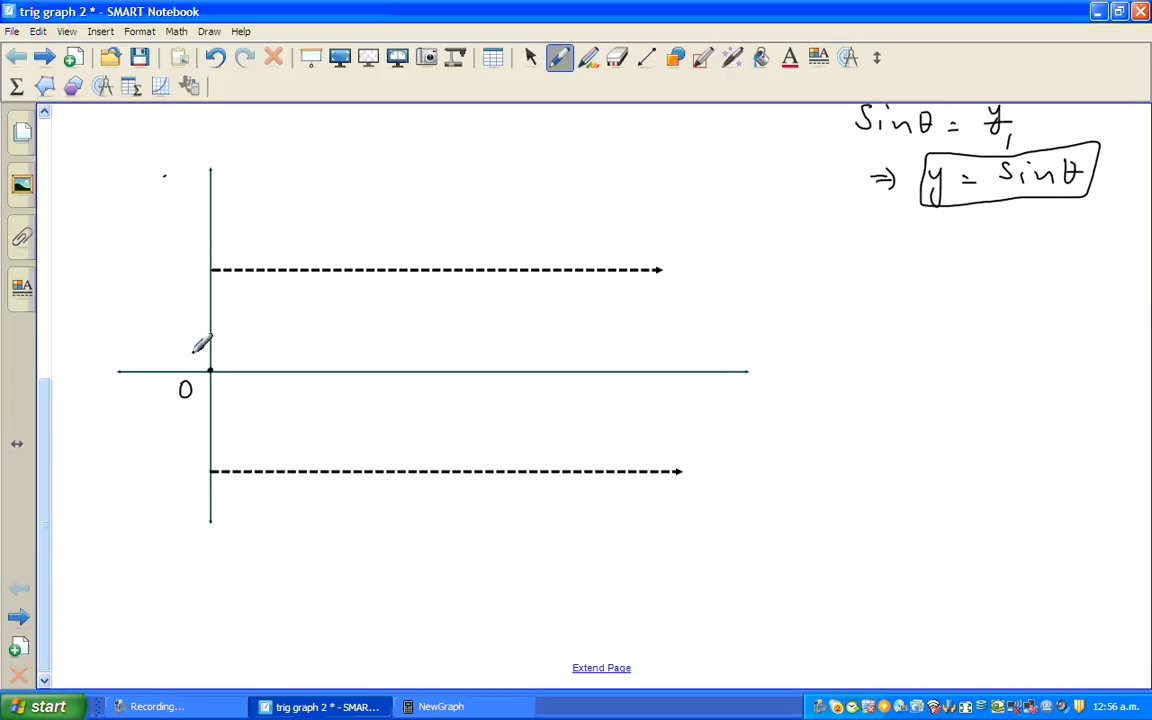 trig graph 2 * - SMART Notebook
File Edit View Insert Format Math Draw Help
sinθ = y/1
⇒ y = sinθ
0
Extend Page
start Recording... trig graph 2 * - SMAR... NewGraph 12:56 a.m.